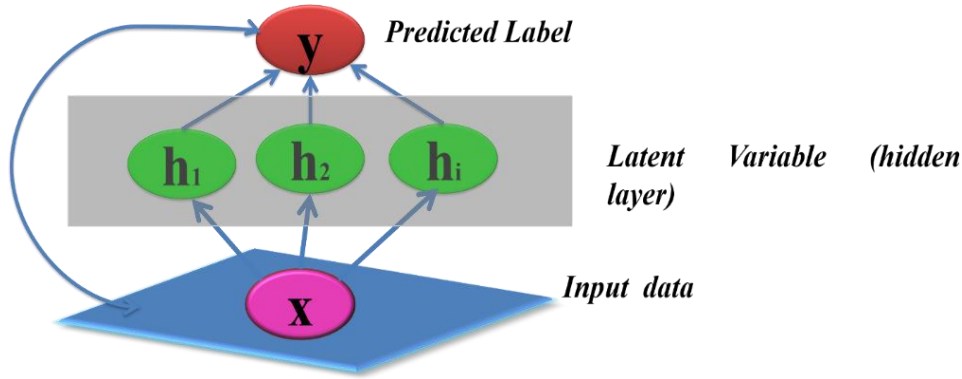 y Predicted Label
h₁ h₂ hᵢ
Latent Variable (hidden
layer)
x Input data